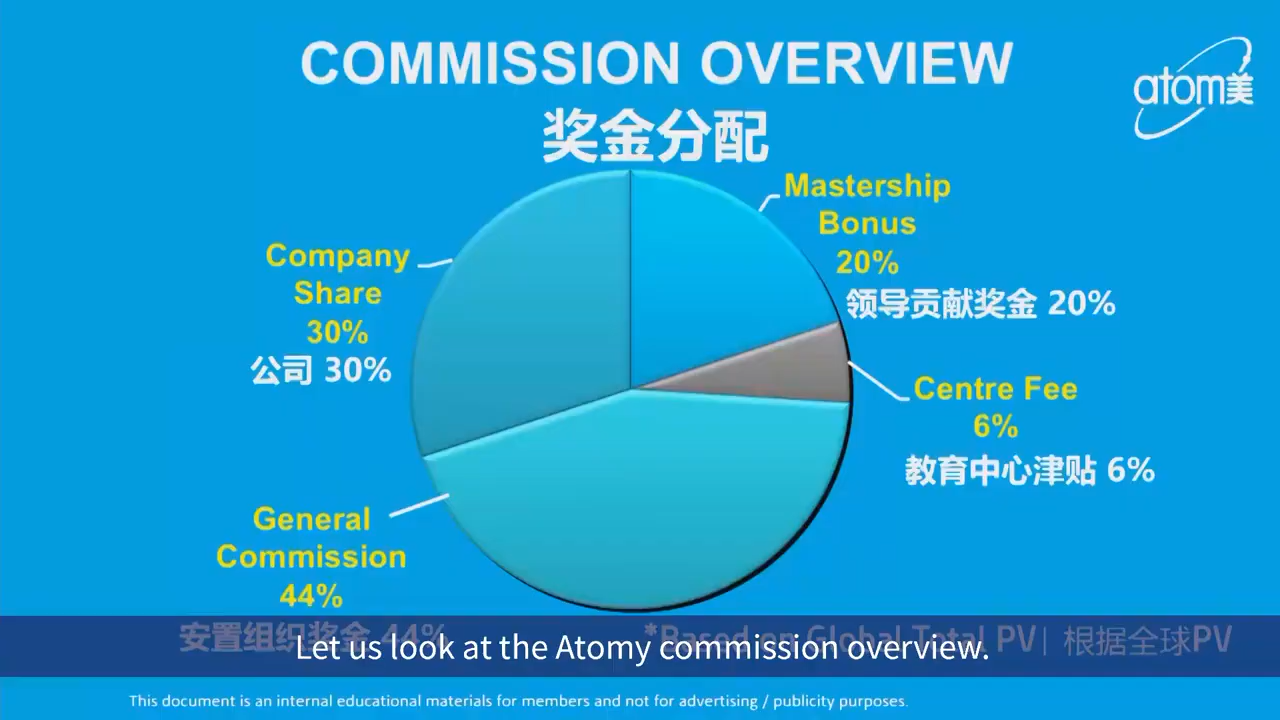 COMMISSION OVERVIEW
奖金分配
atom美
Mastership
Bonus
20%
领导贡献奖金 20%
Company
Share
30%
公司 30%
Centre Fee
6%
教育中心津贴 6%
General
Commission
44%
安置组织奖金 44%
*Based on Global Total PV | 根据全球PV
Let us look at the Atomy commission overview.
This document is an internal educational materials for members and not for advertising / publicity purposes.